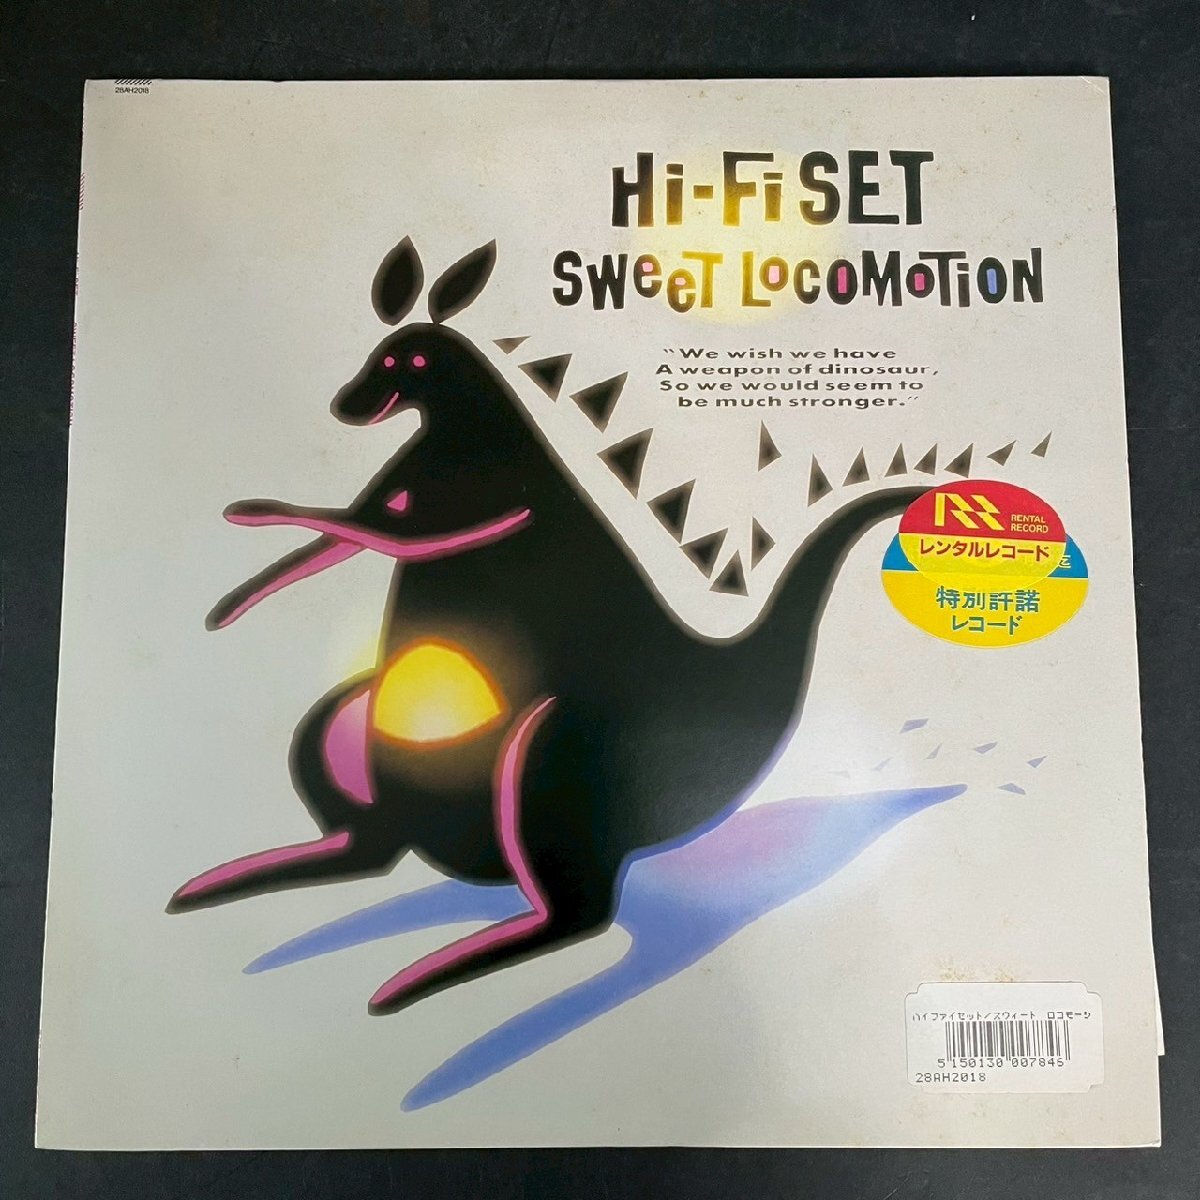 28AH2018
Hi-Fi SET
SWeeT LOCOMOTiON
"We wish we have
A weapon of dinosaur,
So we would seem to
be much stronger."
RENTAL
RECORD
レンタルレコード
迄
特別許諾
レコード
ハイファイセット/スウィート ロコモーシ
5 150130 007846
28AH2018